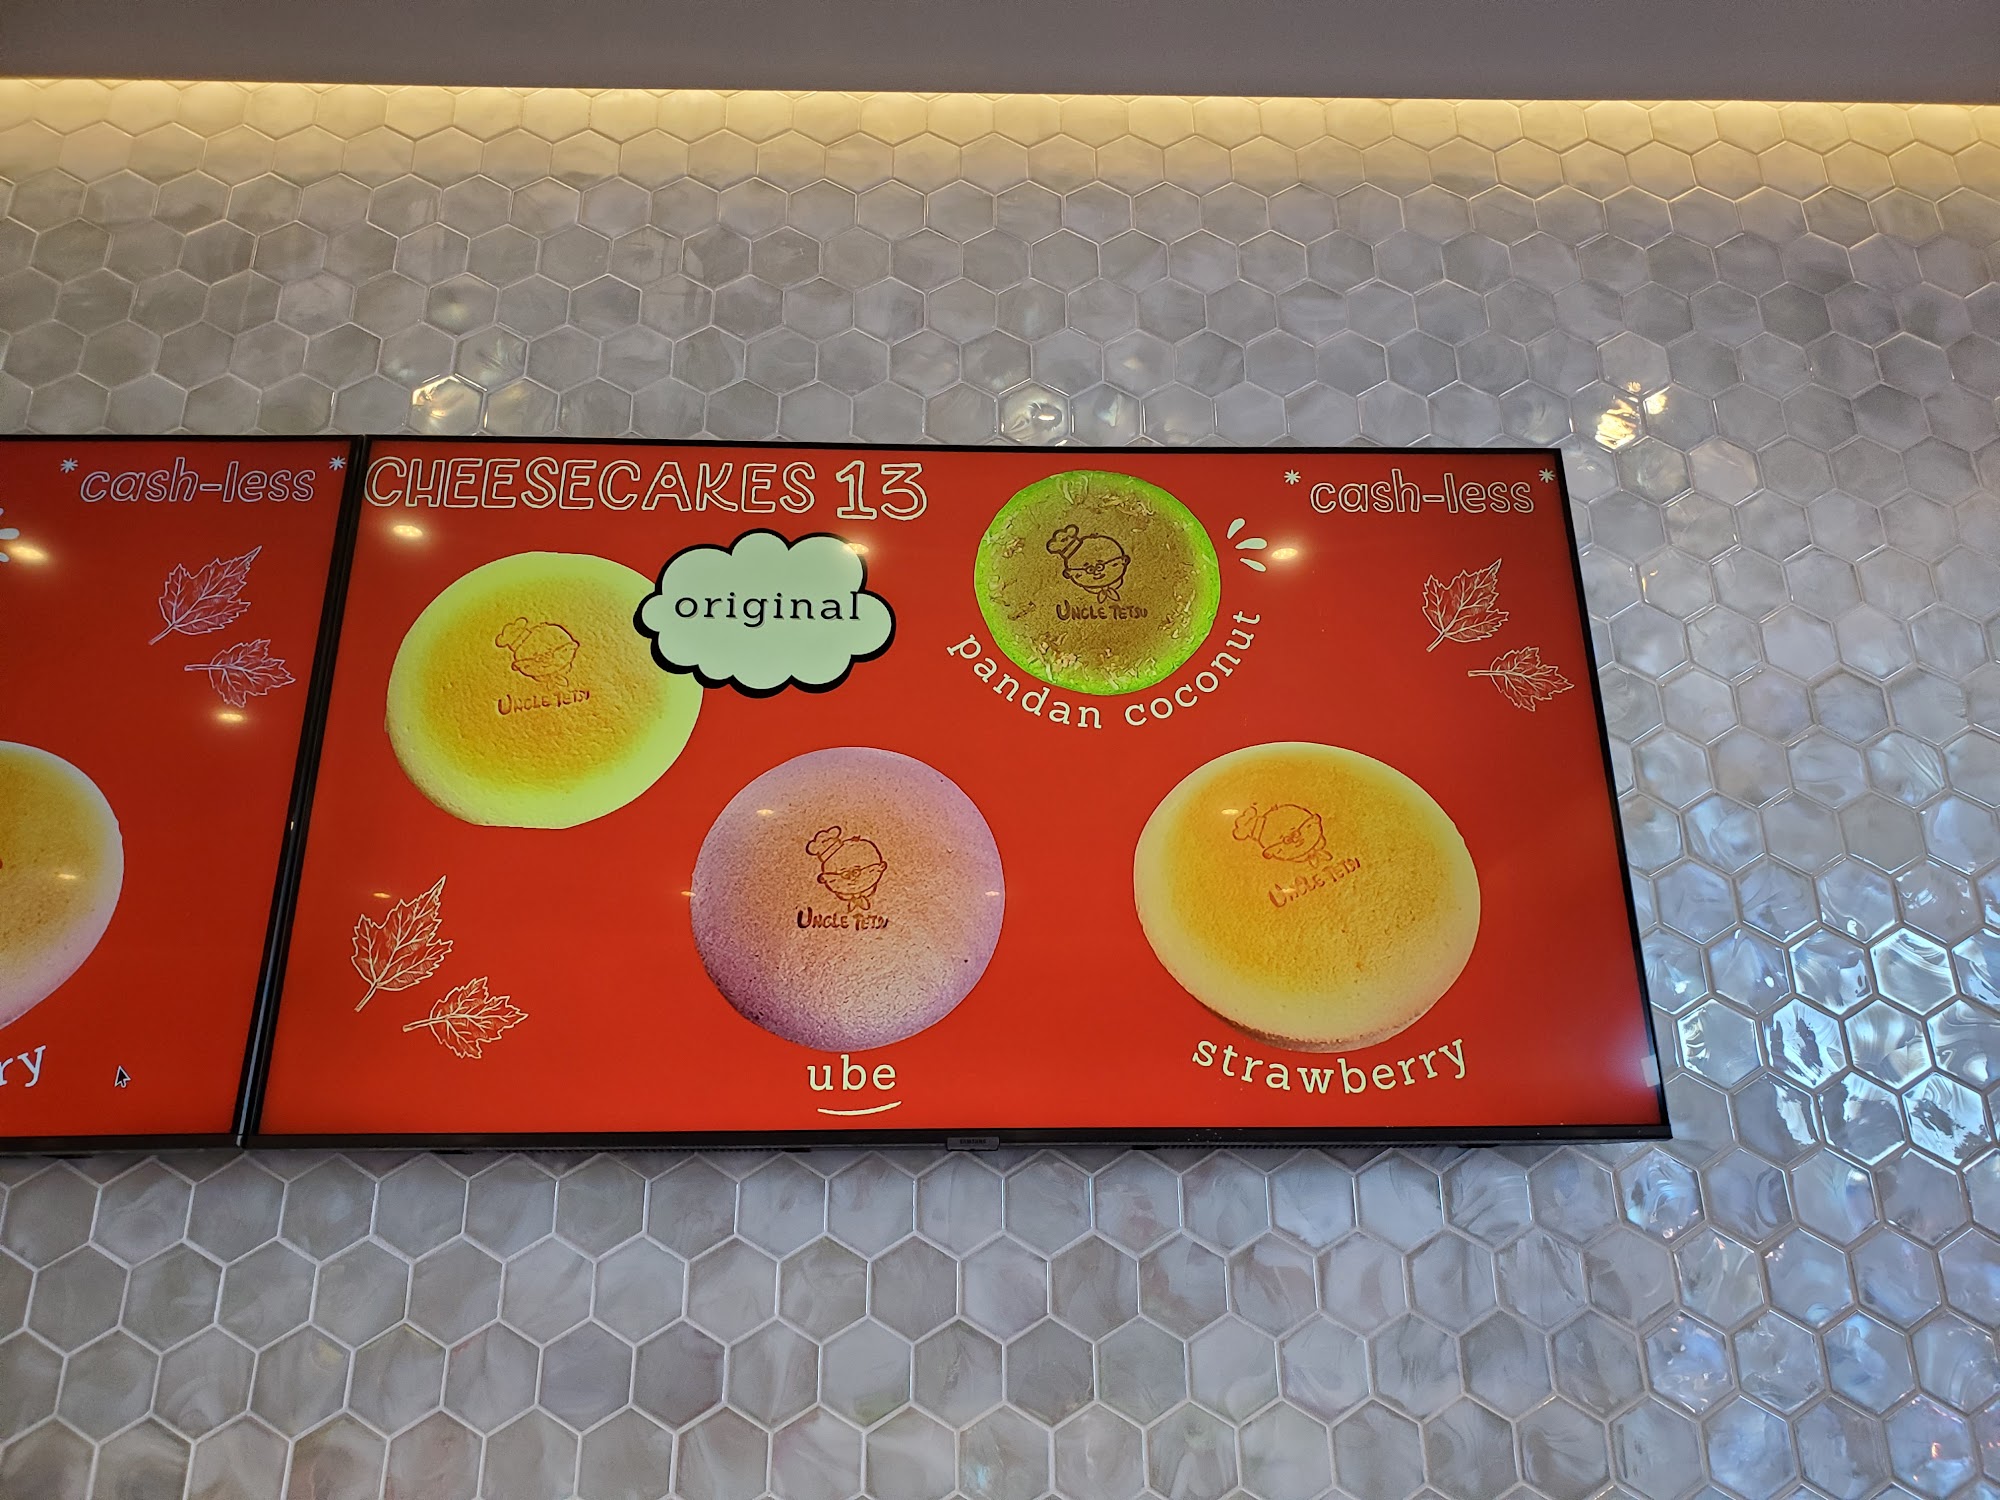 *cash-less*
ry
CHEESECAKES 13
*cash-less*
original
UNCLE TETSU
UNCLE TETSU
pandan coconut
UNCLE TETSU
ube
UNCLE TETSU
strawberry
SAMSUNG